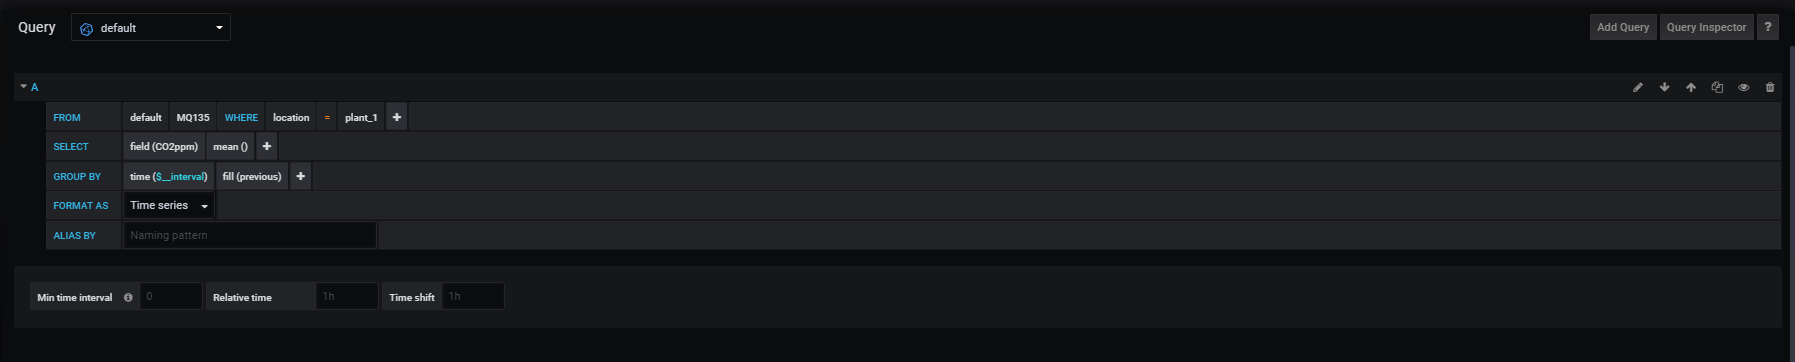 Query default Add Query Query Inspector ?
A
FROM default MQ135 WHERE location = plant_1 +
SELECT field (CO2ppm) mean () +
GROUP BY time ($__interval) fill (previous) +
FORMAT AS Time series
ALIAS BY Naming pattern
Min time interval 0 Relative time 1h Time shift 1h